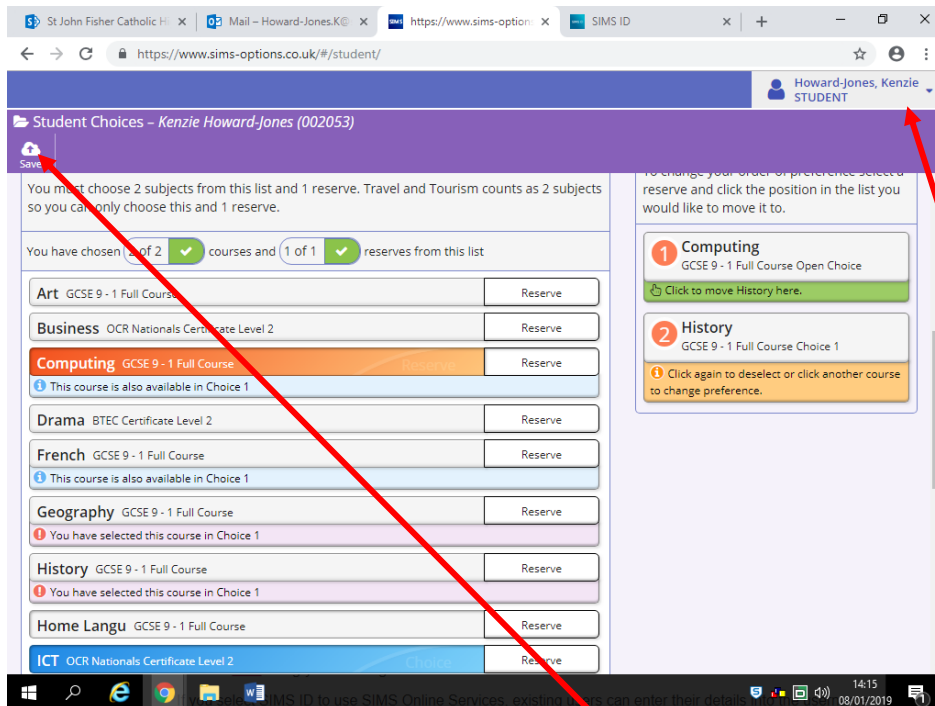 St John Fisher Catholic Hi
Mail – Howard-Jones.K@
https://www.sims-option
SIMS ID
https://www.sims-options.co.uk/#/student/
Howard-Jones, Kenzie
STUDENT
Student Choices – Kenzie Howard-Jones (002053)
Save
You must choose 2 subjects from this list and 1 reserve. Travel and Tourism counts as 2 subjects
so you can only choose this and 1 reserve.
You have chosen 2 of 2 courses and 1 of 1 reserves from this list
Art GCSE 9 - 1 Full Course Reserve
Business OCR Nationals Certificate Level 2 Reserve
Computing GCSE 9 - 1 Full Course Reserve Reserve
This course is also available in Choice 1
Drama BTEC Certificate Level 2 Reserve
French GCSE 9 - 1 Full Course Reserve
This course is also available in Choice 1
Geography GCSE 9 - 1 Full Course Reserve
You have selected this course in Choice 1
History GCSE 9 - 1 Full Course Reserve
You have selected this course in Choice 1
Home Langu GCSE 9 - 1 Full Course Reserve
ICT OCR Nationals Certificate Level 2 Choice Reserve
To change your order of preference select a
reserve and click the position in the list you
would like to move it to.
1 Computing
GCSE 9 - 1 Full Course Open Choice
Click to move History here.
2 History
GCSE 9 - 1 Full Course Choice 1
Click again to deselect or click another course
to change preference.
SIMS ID to use SIMS Online Services, existing users can enter their details
14:15
08/01/2019